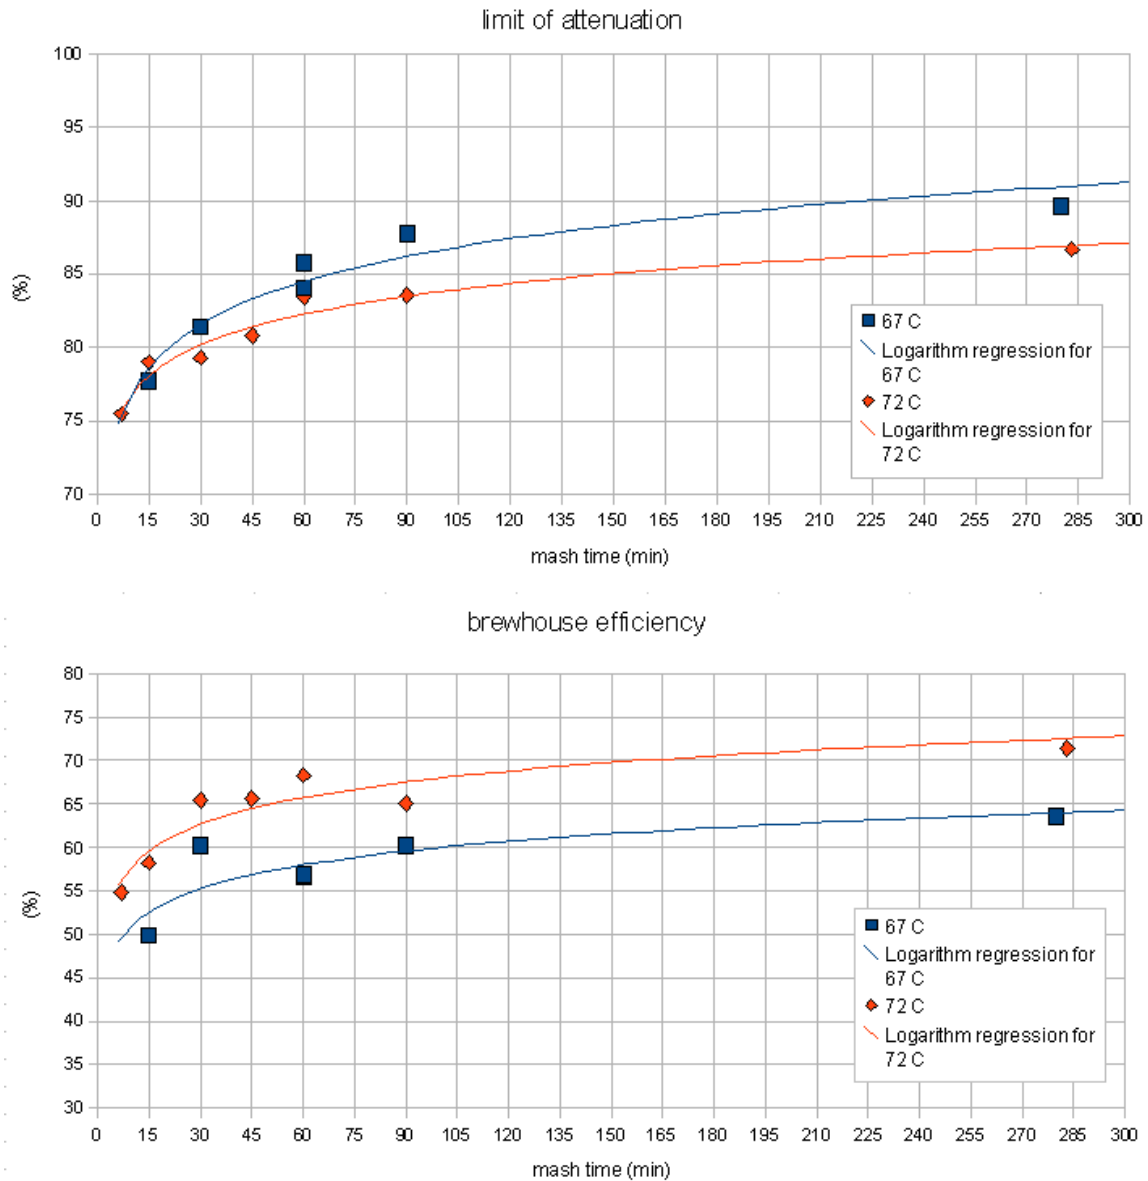 limit of attenuation
100
95
90
85
80
75
70
(%)
67 C
Logarithm regression for
67 C
72 C
Logarithm regression for
72 C
0 15 30 45 60 75 90 105 120 135 150 165 180 195 210 225 240 255 270 285 300
mash time (min)
brewhouse efficiency
80
75
70
65
60
55
50
45
40
35
30
(%)
67 C
Logarithm regression for
67 C
72 C
Logarithm regression for
72 C
0 15 30 45 60 75 90 105 120 135 150 165 180 195 210 225 240 255 270 285 300
mash time (min)